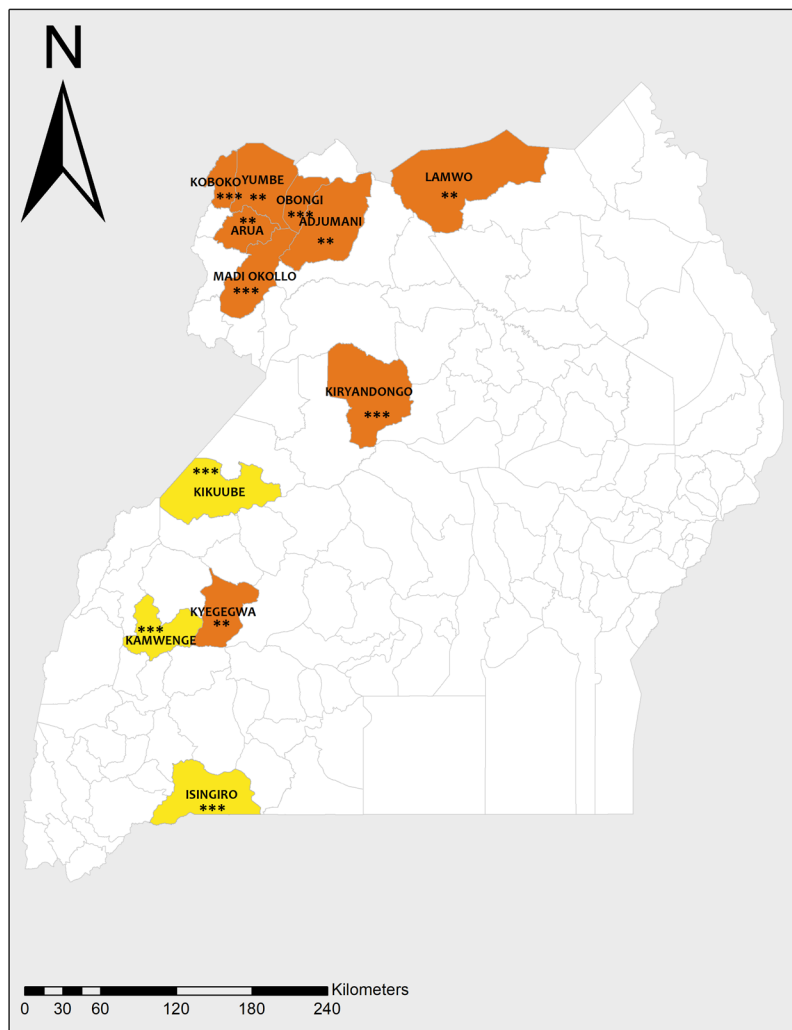 N
LAMWO
**
KOBOKO
***
YUMBE
**
OBONGI
***
ADJUMANI
**
**
ARUA
MADI OKOLLO
***
KIRYANDONGO
***
***
KIKUUBE
KYEGEGWA
**
***
KAMWENGE
ISINGIRO
***
Kilometers
0 30 60 120 180 240